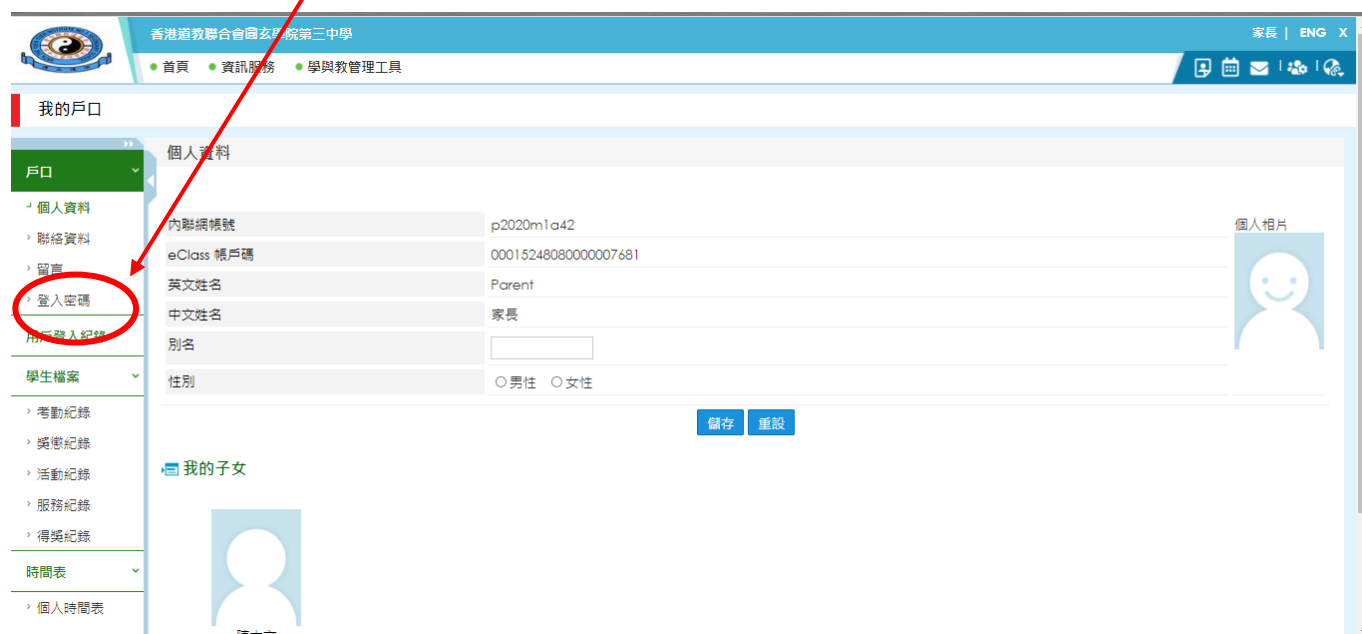 香港道教聯合會圓玄學院第三中學
家長 | ENG X
首頁 資訊服務 學與教管理工具
我的戶口
戶口
個人資料
聯絡資料
留言
登入密碼
用戶登入紀錄
學生檔案
考勤紀錄
獎懲紀錄
活動紀錄
服務紀錄
得獎紀錄
時間表
個人時間表
個人資料
內聯網帳號 p2020m1a42
eClass 帳戶碼 00015248080000007681
英文姓名 Parent
中文姓名 家長
別名
性別 男性 女性
個人相片
儲存 重設
我的子女